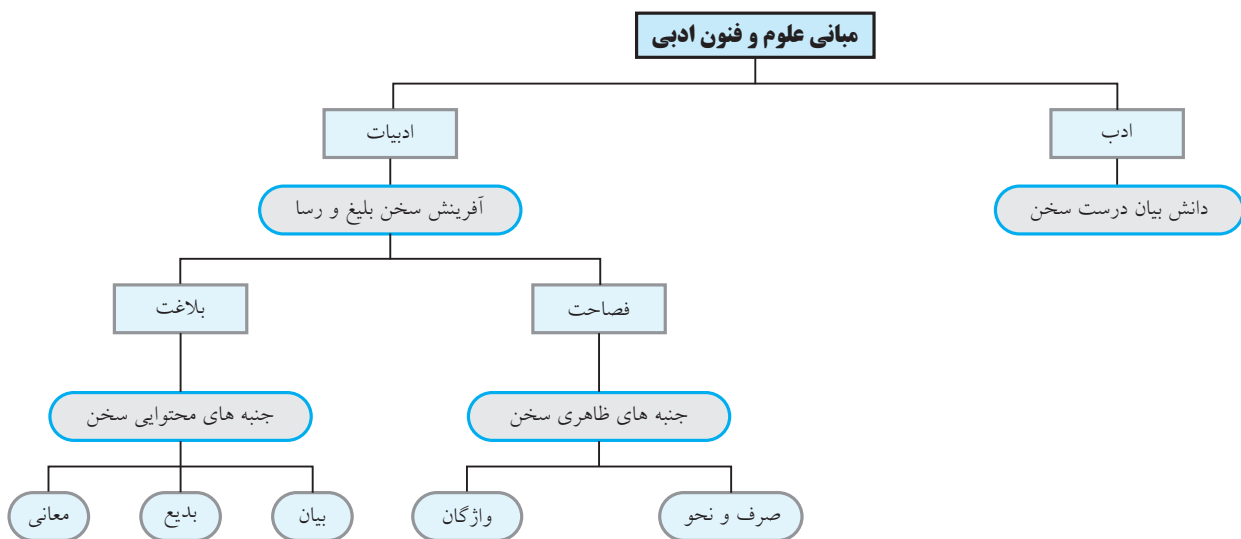 مبانی علوم و فنون ادبی
ادب
ادبیات
دانش بیان درست سخن
آفرینش سخن بلیغ و رسا
فصاحت
بلاغت
جنبه های ظاهری سخن
جنبه های محتوایی سخن
صرف و نحو
واژگان
بیان
بدیع
معانی